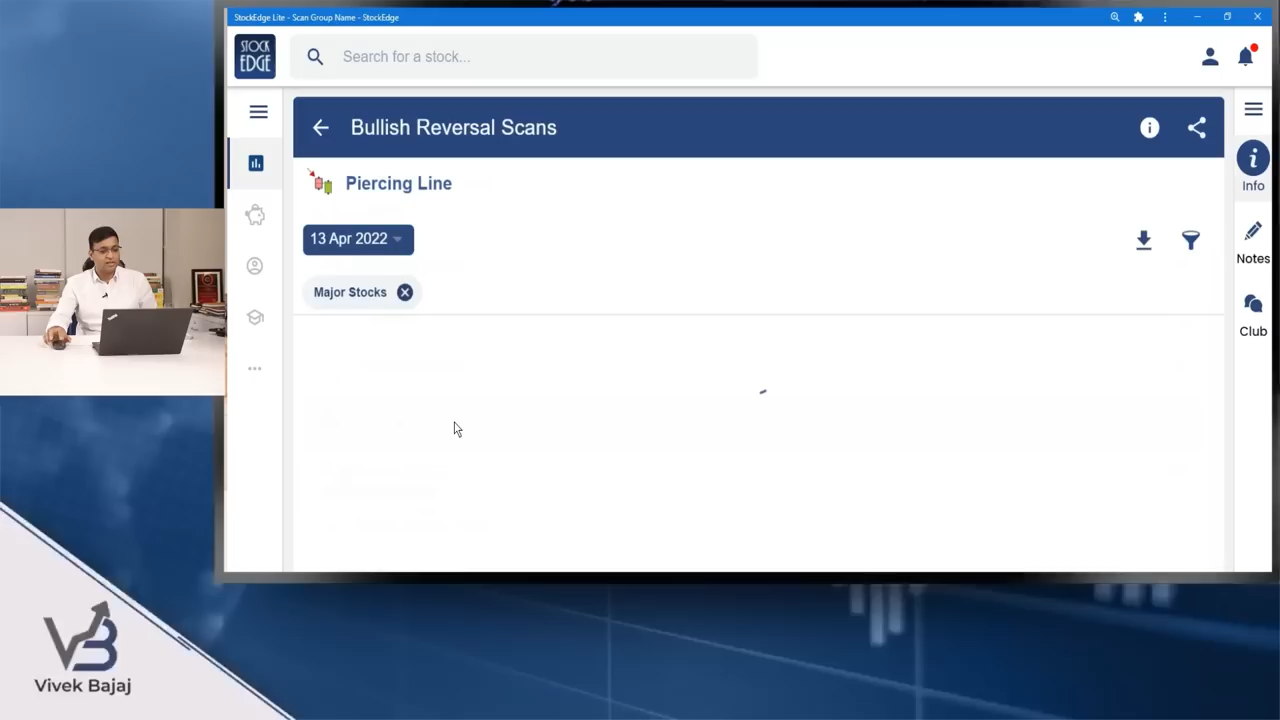 StockEdge Lite - Scan Group Name - StockEdge
STOCK
EDGE
Search for a stock...
Bullish Reversal Scans
Info
Piercing Line
13 Apr 2022
Notes
Major Stocks
Club
VB
Vivek Bajaj